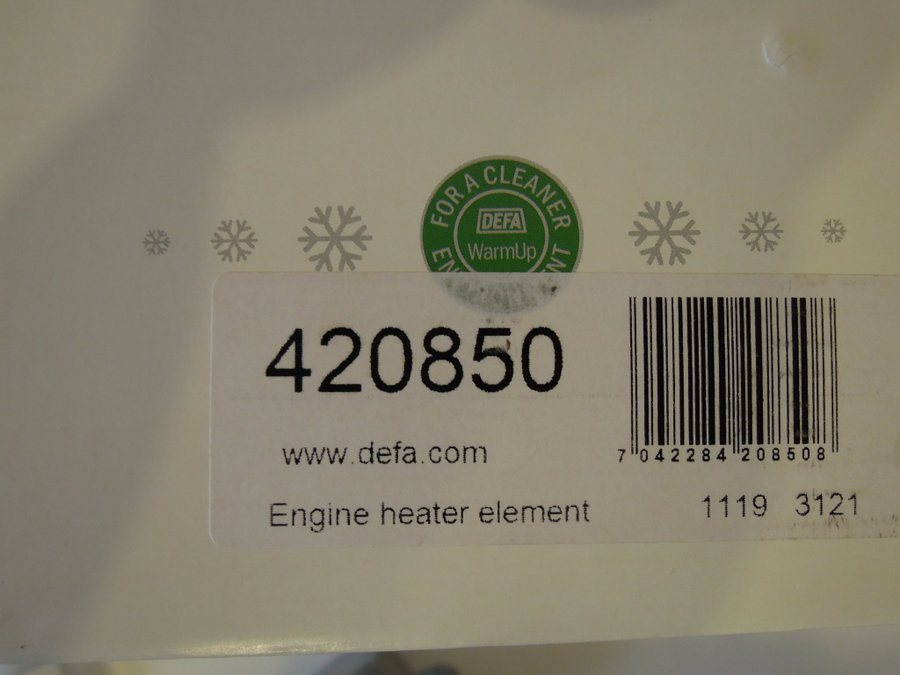 FOR A CLEANER
DEFA
WarmUp
420850
www.defa.com
7 042284 208508
Engine heater element
1119 3121